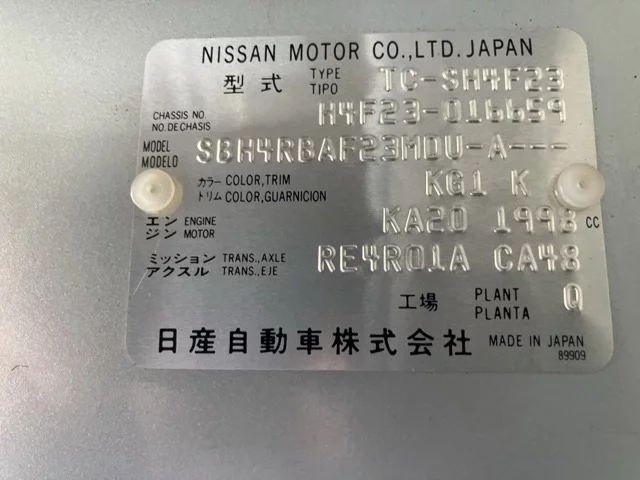 NISSAN MOTOR CO.,LTD. JAPAN
型式 TYPE TIPO TC-SH4F23
CHASSIS NO. NO.DECHASIS H4F23-016659
MODEL MODELO SBH4RBAF23MDU-A---
カラー COLOR,TRIM
トリム COLOR,GUARNICION KG1 K
エンジン ENGINE MOTOR KA20 1998 CC
ミッション TRANS.,AXLE
アクスル TRANS.,EJE RE4R01A CA48
工場 PLANT PLANTA Q
日産自動車株式会社 MADE IN JAPAN
89909